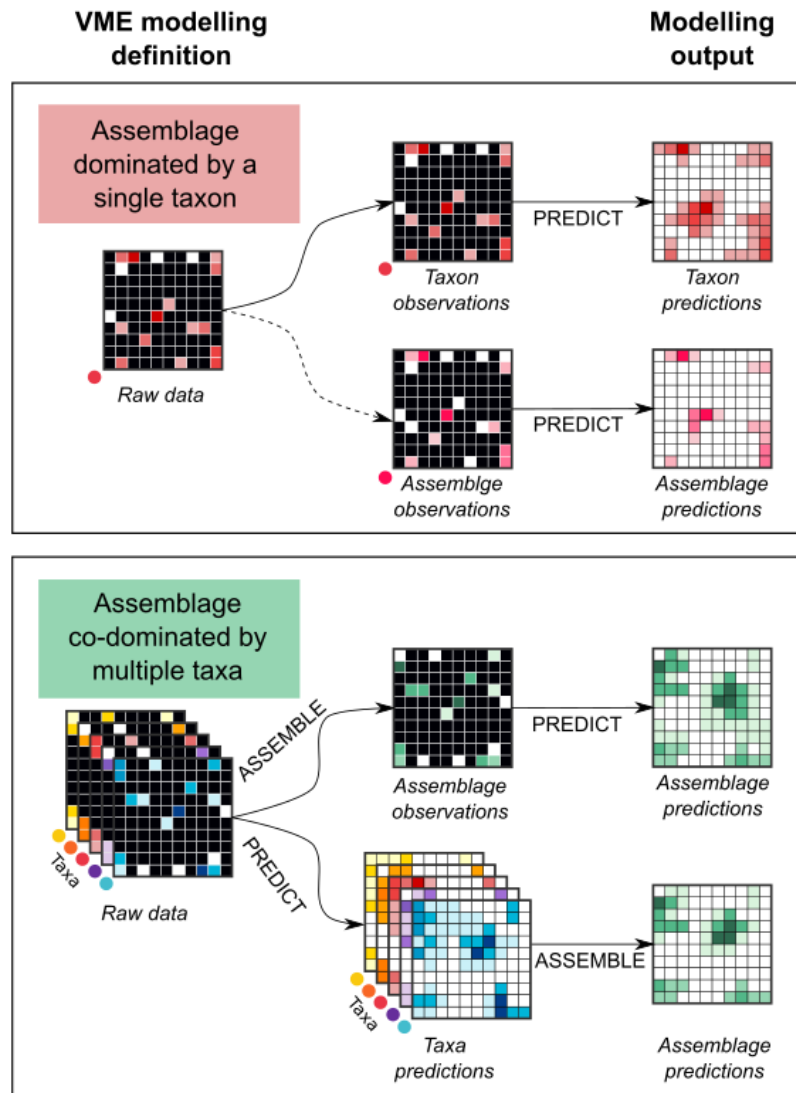 VME modelling
definition
Modelling
output
Assemblage
dominated by a
single taxon
Raw data
Taxon
observations
PREDICT
Taxon
predictions
Assemblge
observations
PREDICT
Assemblage
predictions
Assemblage
co-dominated by
multiple taxa
Taxa
Raw data
ASSEMBLE
Assemblage
observations
PREDICT
Assemblage
predictions
PREDICT
Taxa
Taxa
predictions
ASSEMBLE
Assemblage
predictions